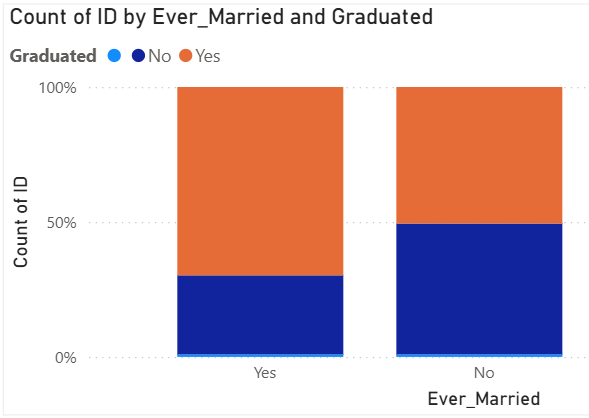 Count of ID by Ever_Married and Graduated
Graduated No Yes
100%
50%
0%
Count of ID
Yes No
Ever_Married